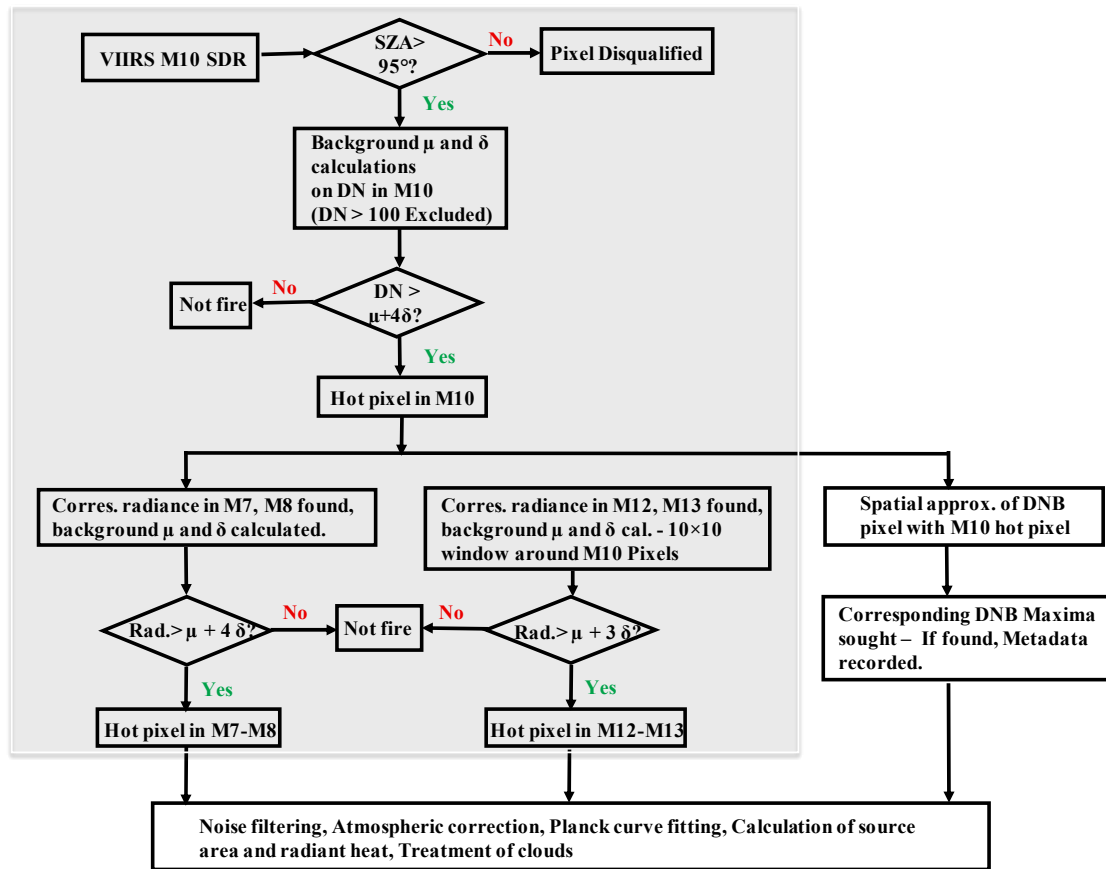 VIIRS M10 SDR
SZA>
95°?
No
Pixel Disqualified
Yes
Background μ and δ
calculations
on DN in M10
(DN > 100 Excluded)
Not fire
No
DN >
μ+4δ?
Yes
Hot pixel in M10
Corres. radiance in M7, M8 found,
background μ and δ calculated.
Corres. radiance in M12, M13 found,
background μ and δ cal. - 10×10
window around M10 Pixels
Spatial approx. of DNB
pixel with M10 hot pixel
Rad.> μ + 4 δ?
No
Not fire
No
Rad.> μ + 3 δ?
Corresponding DNB Maxima
sought – If found, Metadata
recorded.
Yes
Yes
Hot pixel in M7-M8
Hot pixel in M12-M13
Noise filtering, Atmospheric correction, Planck curve fitting, Calculation of source
area and radiant heat, Treatment of clouds